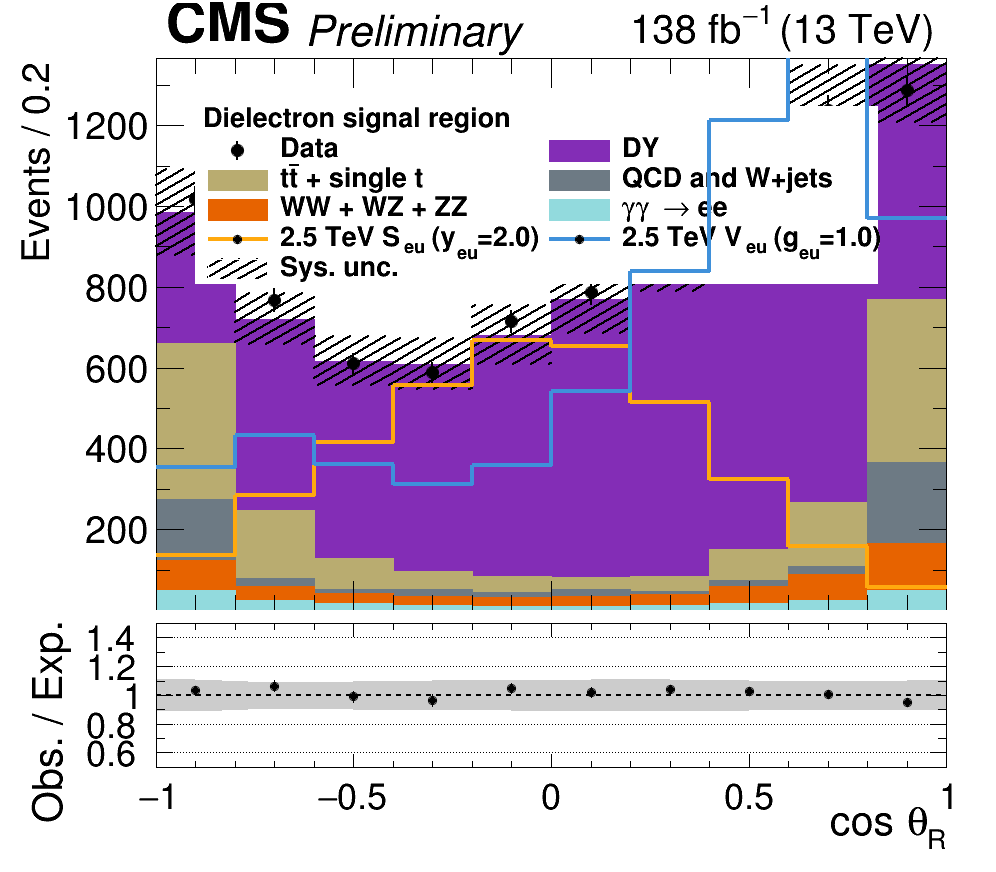 CMS Preliminary 138 fb⁻¹ (13 TeV)
Events / 0.2
1200
1000
800
600
400
200
Dielectron signal region
Data
DY
tt̄ + single t
QCD and W+jets
WW + WZ + ZZ
γγ → ee
2.5 TeV S_eu (y_eu=2.0)
2.5 TeV V_eu (g_eu=1.0)
Sys. unc.
Obs. / Exp.
1.4
1.2
1
0.8
0.6
−1 −0.5 0 0.5 1
cos θ_R